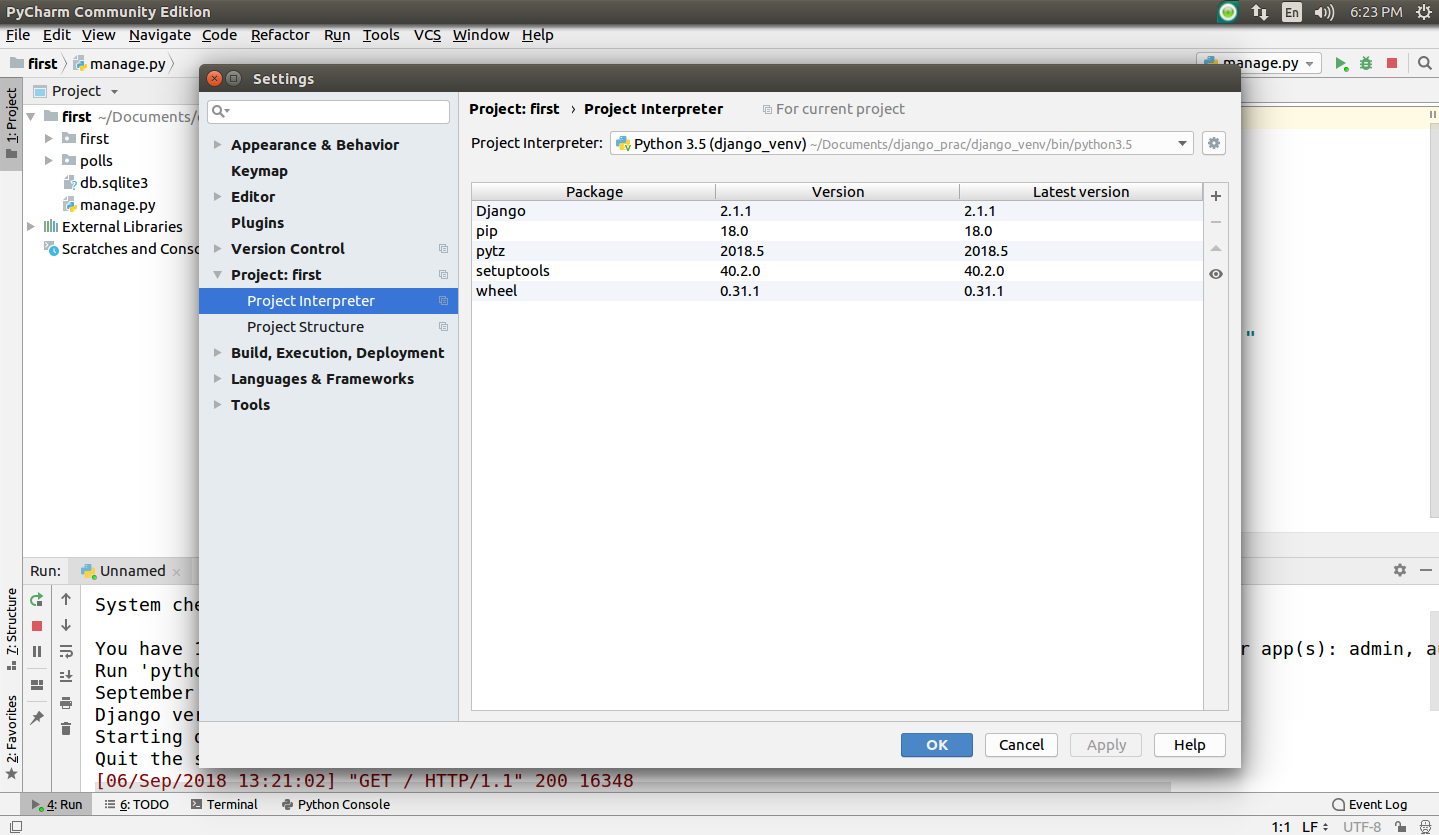 PyCharm Community Edition
En
6:23 PM
File Edit View Navigate Code Refactor Run Tools VCS Window Help
first manage.py
manage.py
1: Project
Project
first ~/Documents/
first
polls
db.sqlite3
manage.py
External Libraries
Scratches and Conso
Settings
Appearance & Behavior
Keymap
Editor
Plugins
Version Control
Project: first
Project Interpreter
Project Structure
Build, Execution, Deployment
Languages & Frameworks
Tools
Project: first › Project Interpreter For current project
Project Interpreter: Python 3.5 (django_venv) ~/Documents/django_prac/django_venv/bin/python3.5
Package Version Latest version
Django 2.1.1 2.1.1
pip 18.0 18.0
pytz 2018.5 2018.5
setuptools 40.2.0 40.2.0
wheel 0.31.1 0.31.1
"
OK Cancel Apply Help
Run: Unnamed
7: Structure
2: Favorites
System che
You have 1 r app(s): admin, au
Run 'pytho
September
Django ver
Starting d
Quit the s
[06/Sep/2018 13:21:02] "GET / HTTP/1.1" 200 16348
4: Run 6: TODO Terminal Python Console Event Log
1:1 LF UTF-8